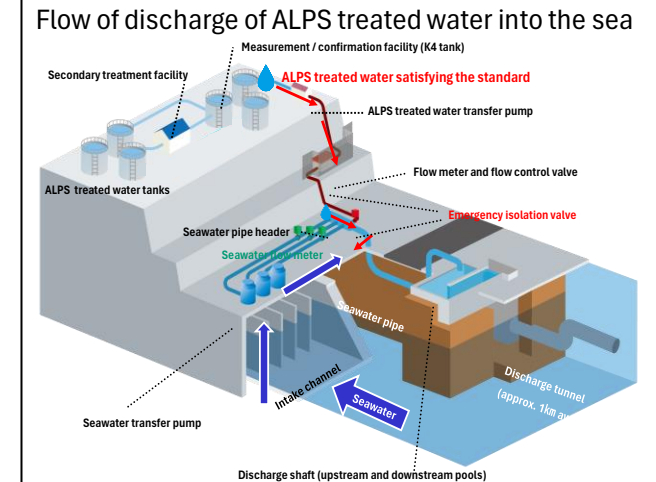 Flow of discharge of ALPS treated water into the sea
Measurement / confirmation facility (K4 tank)
Secondary treatment facility
ALPS treated water satisfying the standard
ALPS treated water transfer pump
Flow meter and flow control valve
ALPS treated water tanks
Emergency isolation valve
Seawater pipe header
Seawater flow meter
Seawater pipe
Intake channel
Seawater
Discharge tunnel
(approx. 1km
Seawater transfer pump
Discharge shaft (upstream and downstream pools)